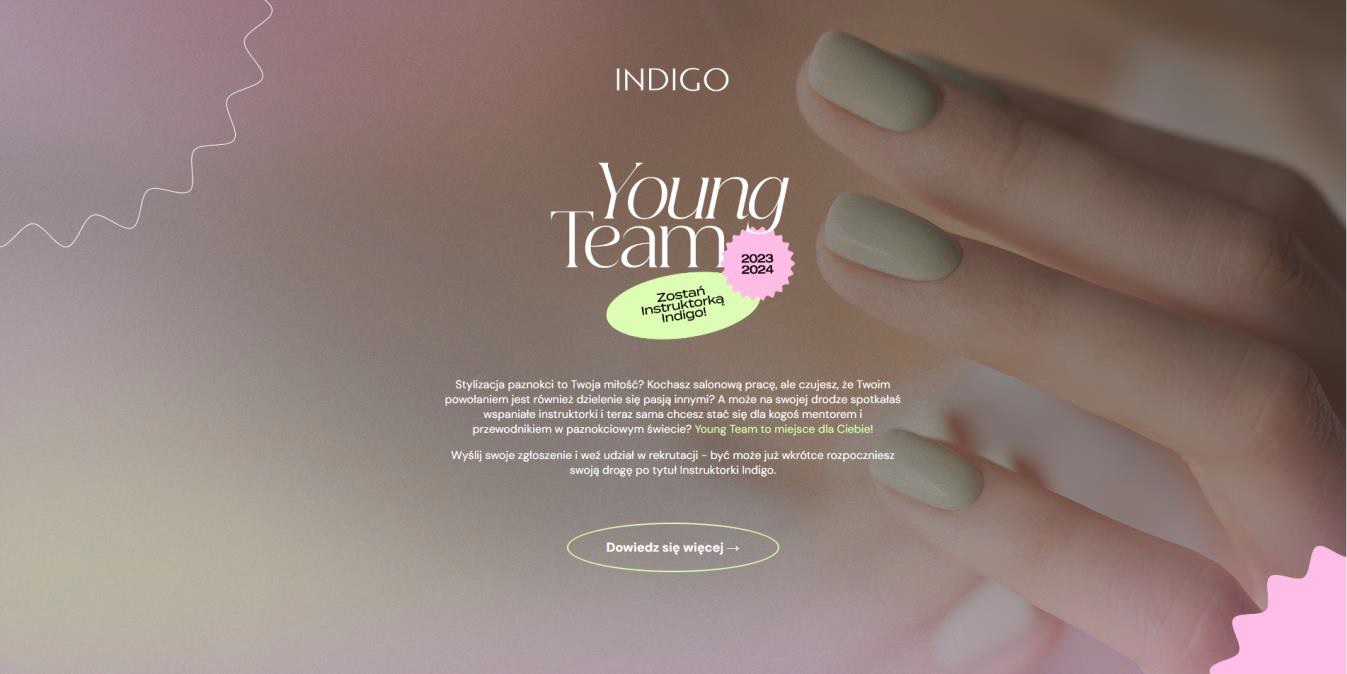 INDIGO
Young
Team
2023
2024
Zostań
Instruktorką
Indigo!
Stylizacja paznokci to Twoja miłość? Kochasz salonową pracę, ale czujesz, że Twoim
powołaniem jest również dzielenie się pasją innymi? A może na swojej drodze spotkałaś
wspaniałe instruktorki i teraz sama chcesz stać się dla kogoś mentorem i
przewodnikiem w paznokciowym świecie? Young Team to miejsce dla Ciebie!
Wyślij swoje zgłoszenie i weź udział w rekrutacji – być może już wkrótce rozpoczniesz
swoją drogę po tytuł Instruktorki Indigo.
Dowiedz się więcej →